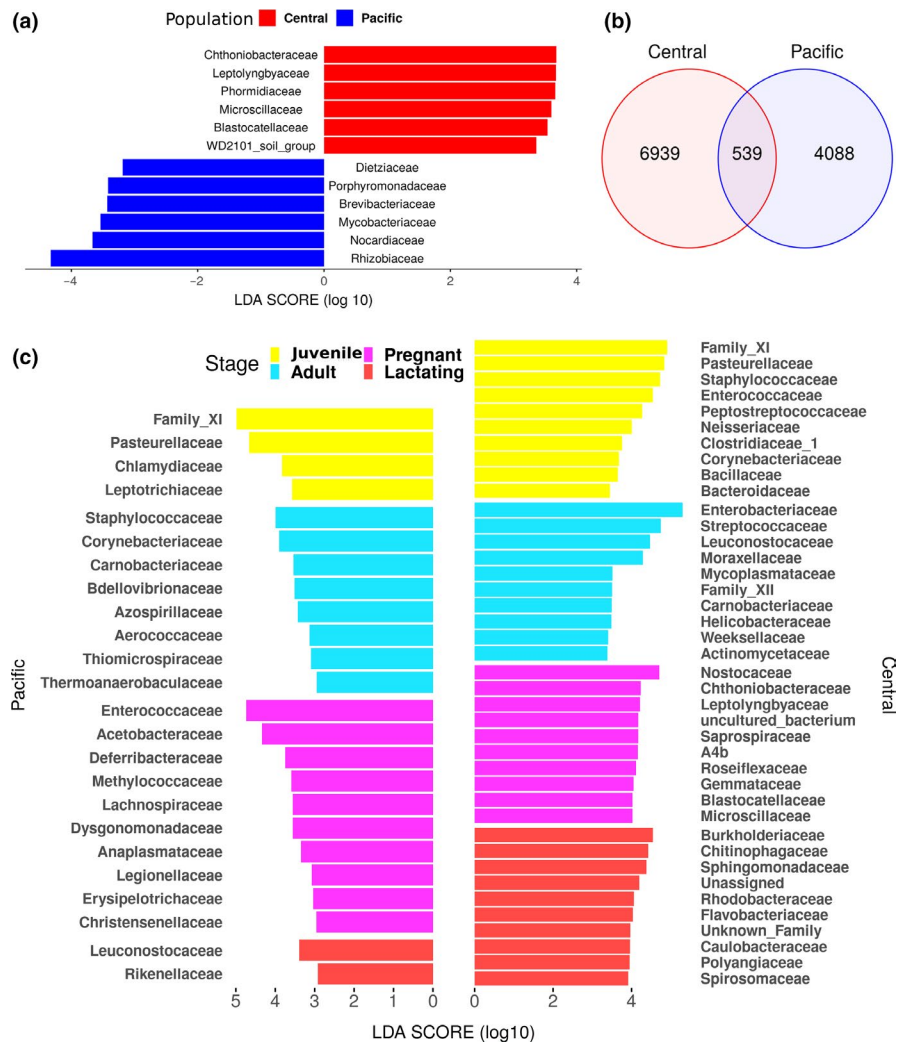 (a)
Population Central Pacific
Chthoniobacteraceae
Leptolyngbyaceae
Phormidiaceae
Microscillaceae
Blastocatellaceae
WD2101_soil_group
Dietziaceae
Porphyromonadaceae
Brevibacteriaceae
Mycobacteriaceae
Nocardiaceae
Rhizobiaceae
−4 −2 0 2 4
LDA SCORE (log 10)
(b)
Central Pacific
6939 539 4088
(c)
Stage Juvenile Pregnant
Adult Lactating
Pacific
Family_XI
Pasteurellaceae
Chlamydiaceae
Leptotrichiaceae
Staphylococcaceae
Corynebacteriaceae
Carnobacteriaceae
Bdellovibrionaceae
Azospirillaceae
Aerococcaceae
Thiomicrospiraceae
Thermoanaerobaculaceae
Enterococcaceae
Acetobacteraceae
Deferribacteraceae
Methylococcaceae
Lachnospiraceae
Dysgonomonadaceae
Anaplasmataceae
Legionellaceae
Erysipelotrichaceae
Christensenellaceae
Leuconostocaceae
Rikenellaceae
5 4 3 2 1 0
Family_XI
Pasteurellaceae
Staphylococcaceae
Enterococcaceae
Peptostreptococcaceae
Neisseriaceae
Clostridiaceae_1
Corynebacteriaceae
Bacillaceae
Bacteroidaceae
Enterobacteriaceae
Streptococcaceae
Leuconostocaceae
Moraxellaceae
Mycoplasmataceae
Family_XII
Carnobacteriaceae
Helicobacteraceae
Weeksellaceae
Actinomycetaceae
Nostocaceae
Chthoniobacteraceae
Leptolyngbyaceae
uncultured_bacterium
Saprospiraceae
A4b
Roseiflexaceae
Gemmataceae
Blastocatellaceae
Microscillaceae
Burkholderiaceae
Chitinophagaceae
Sphingomonadaceae
Unassigned
Rhodobacteraceae
Flavobacteriaceae
Unknown_Family
Caulobacteraceae
Polyangiaceae
Spirosomaceae
Central
0 2 4
LDA SCORE (log10)